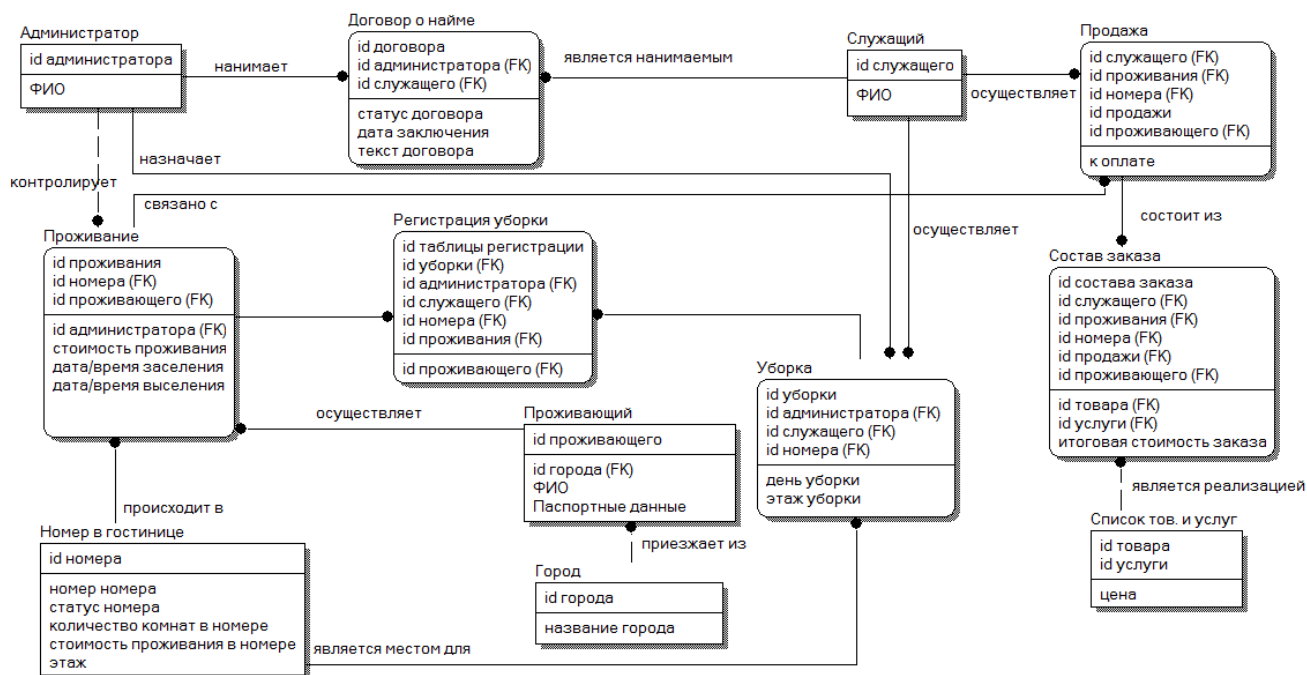 Администратор
id администратора
ФИО
нанимает
Договор о найме
id договора
id администратора (FK)
id служащего (FK)
статус договора
дата заключения
текст договора
является нанимаемым
Служащий
id служащего
ФИО
осуществляет
Продажа
id служащего (FK)
id проживания (FK)
id номера (FK)
id продажи
id проживающего (FK)
к оплате
назначает
контролирует
связано с
осуществляет
состоит из
Проживание
id проживания
id номера (FK)
id проживающего (FK)
id администратора (FK)
стоимость проживания
дата/время заселения
дата/время выселения
Регистрация уборки
id таблицы регистрации
id уборки (FK)
id администратора (FK)
id служащего (FK)
id номера (FK)
id проживания (FK)
id проживающего (FK)
Состав заказа
id состава заказа
id служащего (FK)
id проживания (FK)
id номера (FK)
id продажи (FK)
id проживающего (FK)
id товара (FK)
id услуги (FK)
итоговая стоимость заказа
Уборка
id уборки
id администратора (FK)
id служащего (FK)
id номера (FK)
день уборки
этаж уборки
осуществляет
Проживающий
id проживающего
id города (FK)
ФИО
Паспортные данные
является реализацией
происходит в
приезжает из
Номер в гостинице
id номера
номер номера
статус номера
количество комнат в номере
стоимость проживания в номере
этаж
Город
id города
название города
Список тов. и услуг
id товара
id услуги
цена
является местом для